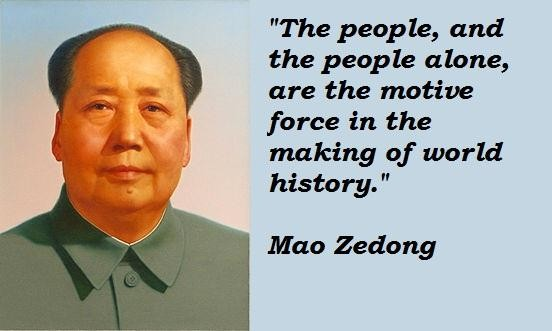 "The people, and
the people alone,
are the motive
force in the
making of world
history."
Mao Zedong